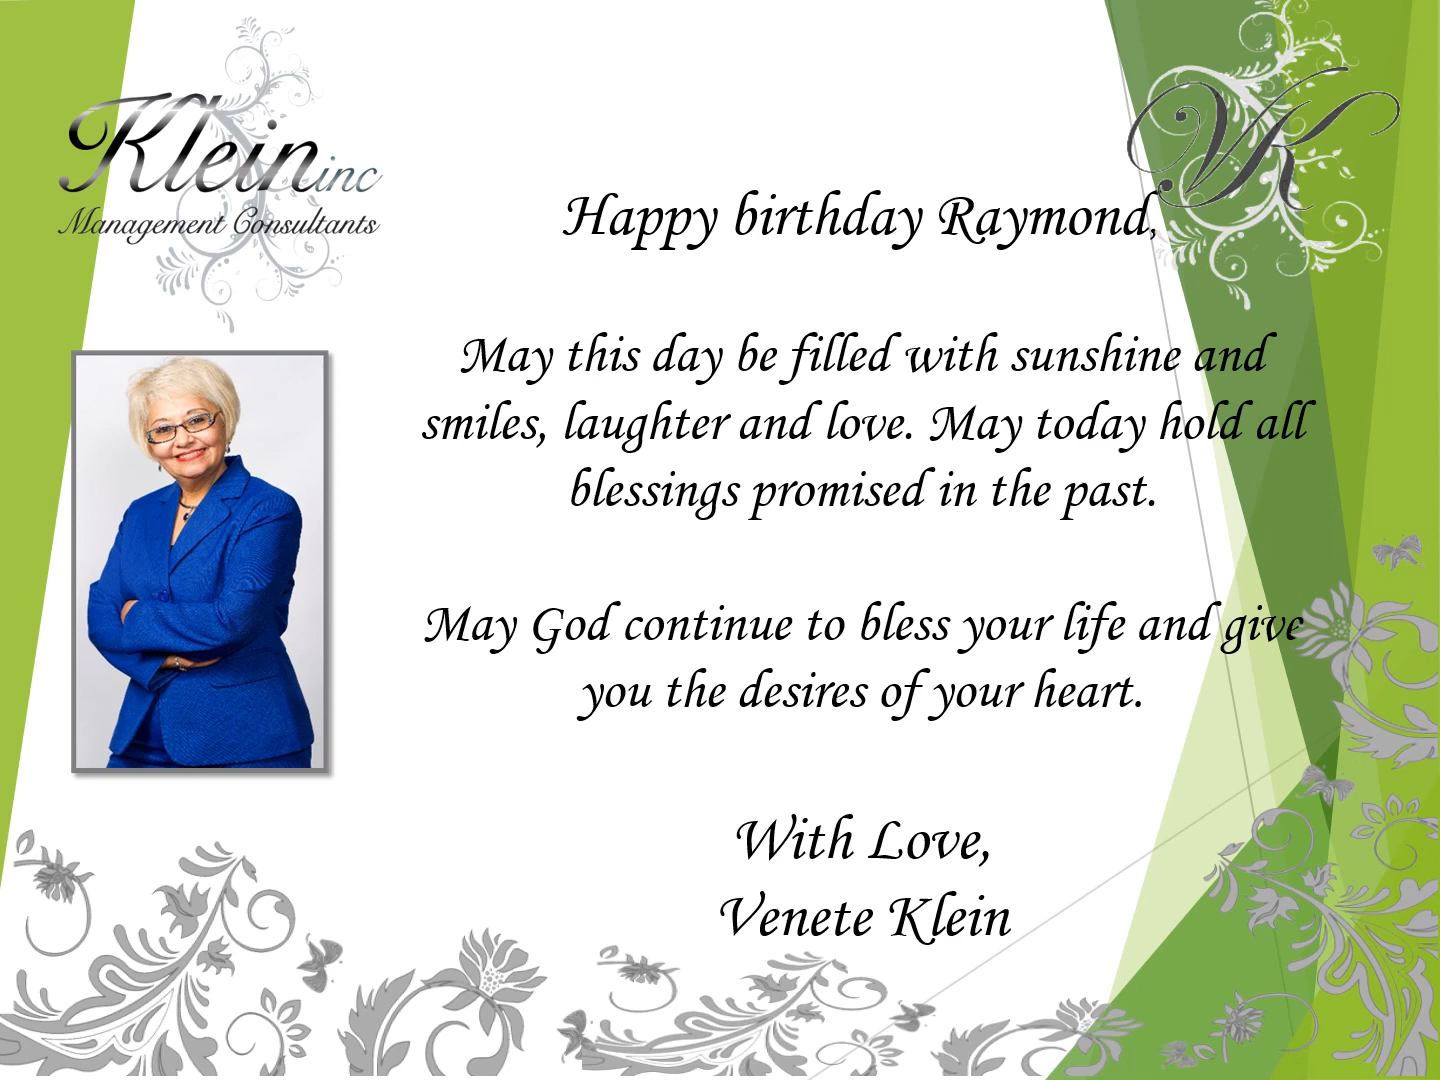 Klein inc
Management Consultants
VK
Happy birthday Raymond,
May this day be filled with sunshine and
smiles, laughter and love. May today hold all
blessings promised in the past.
May God continue to bless your life and give
you the desires of your heart.
With Love,
Venete Klein